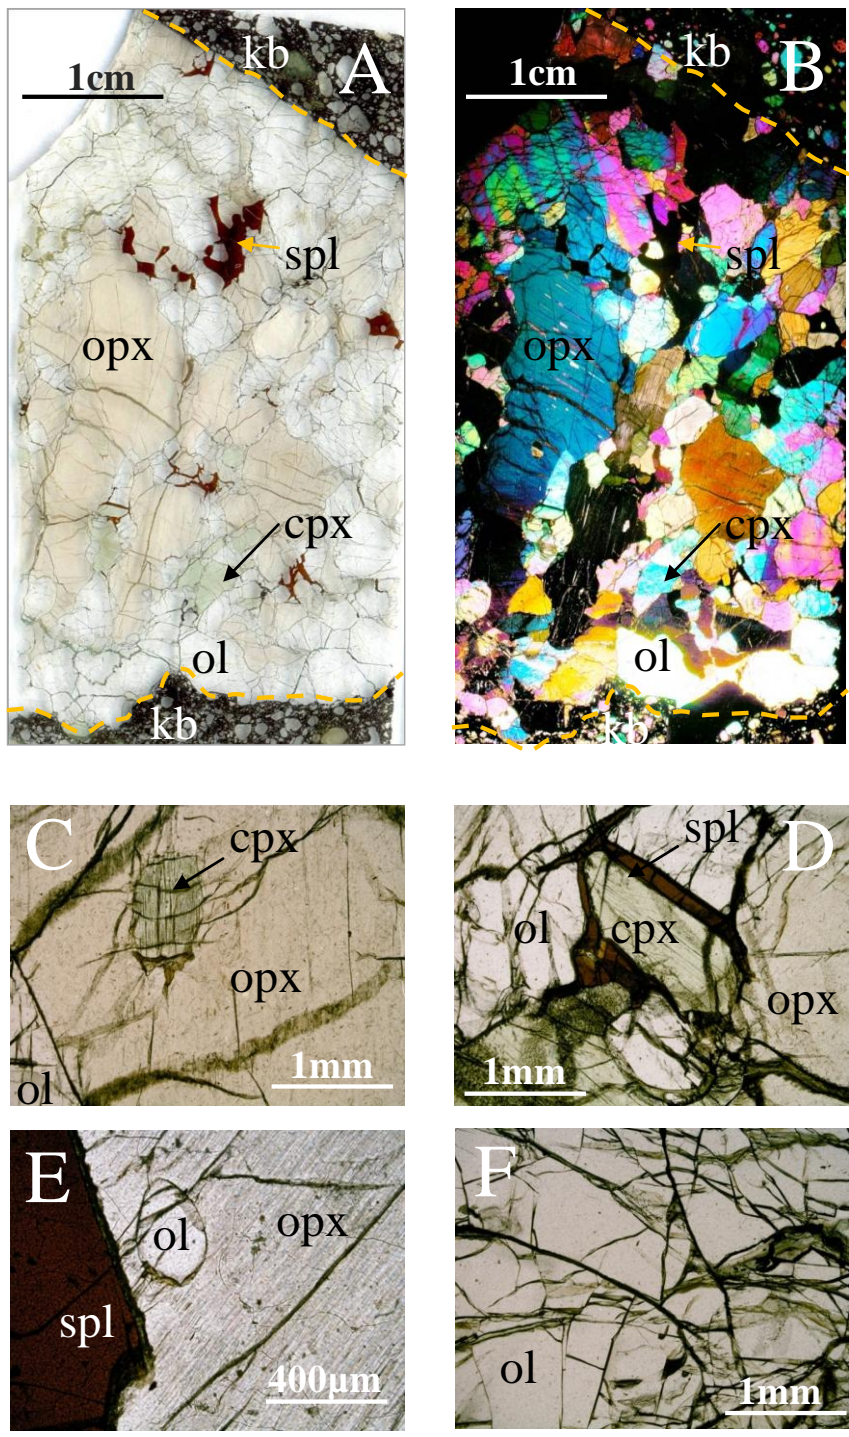 kb
A
1cm
spl
opx
cpx
ol
kb
kb
B
1cm
spl
opx
cpx
ol
kb
C
cpx
opx
1mm
ol
spl
D
ol
cpx
opx
1mm
E
ol
opx
spl
400µm
F
ol
1mm